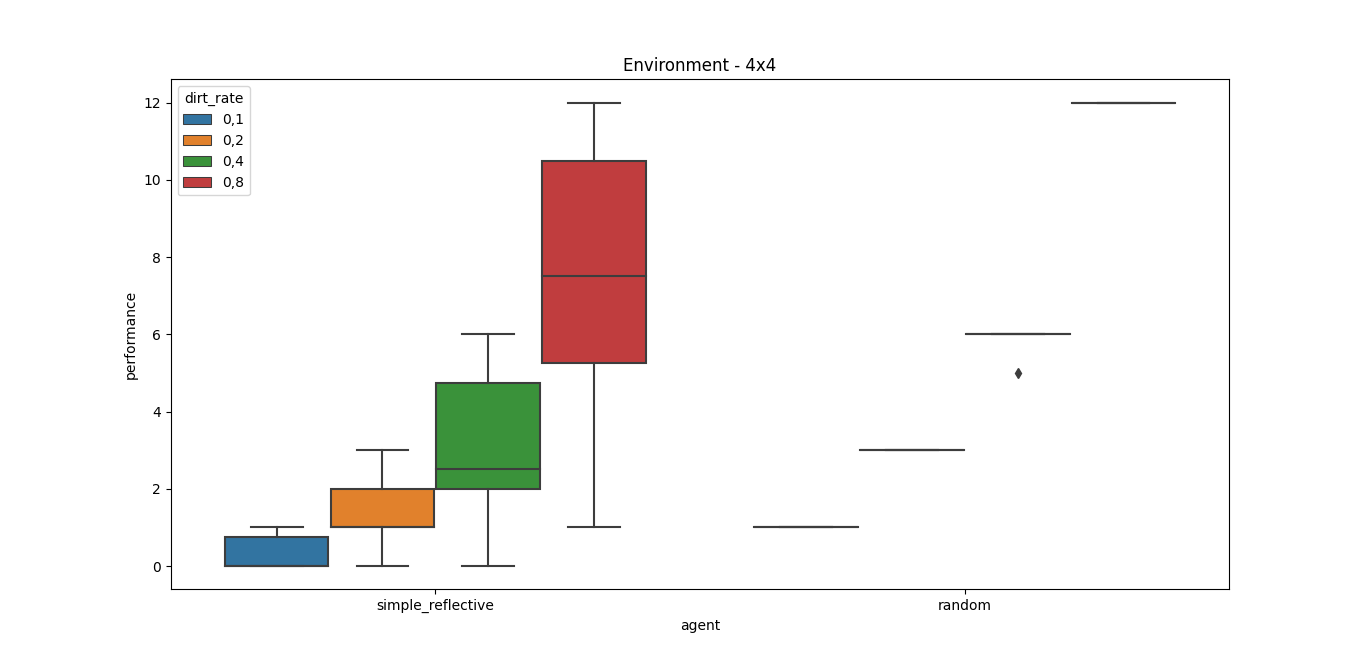 Environment - 4x4
dirt_rate
0,1
0,2
0,4
0,8
12
10
8
6
4
2
0
performance
simple_reflective
random
agent